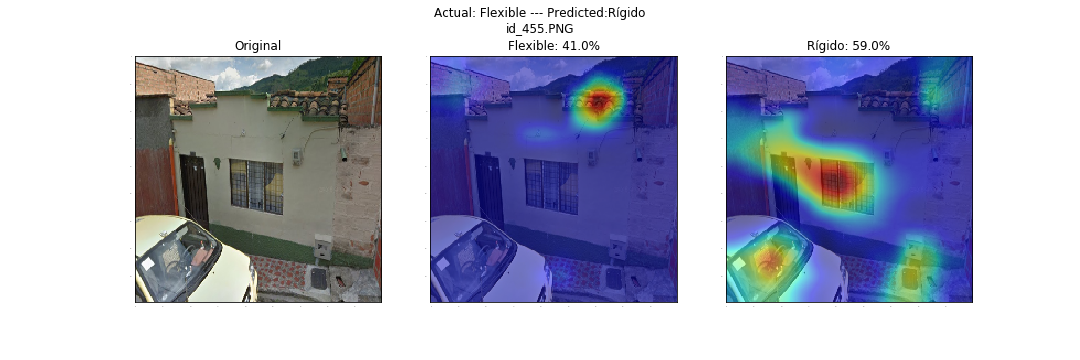 Actual: Flexible --- Predicted:Rígido
id_455.PNG
Original
Flexible: 41.0%
Rígido: 59.0%